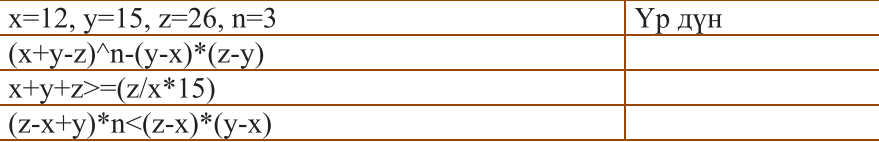 x=12, y=15, z=26, n=3 Үр дүн
(x+y-z)^n-(y-x)*(z-y)
x+y+z>=(z/x*15)
(z-x+y)*n<(z-x)*(y-x)